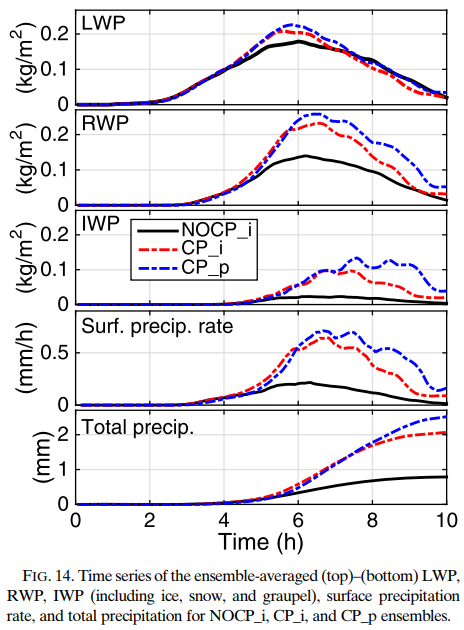 LWP
(kg/m²)
0.2
0.1
0
RWP
(kg/m²)
0.2
0.1
0
IWP
(kg/m²)
0.2
0.1
0
NOCP_i
CP_i
CP_p
Surf. precip. rate
(mm/h)
0.5
0
Total precip.
(mm)
2
1
0
0 2 4 6 8 10
Time (h)
FIG. 14. Time series of the ensemble-averaged (top)–(bottom) LWP,
RWP, IWP (including ice, snow, and graupel), surface precipitation
rate, and total precipitation for NOCP_i, CP_i, and CP_p ensembles.